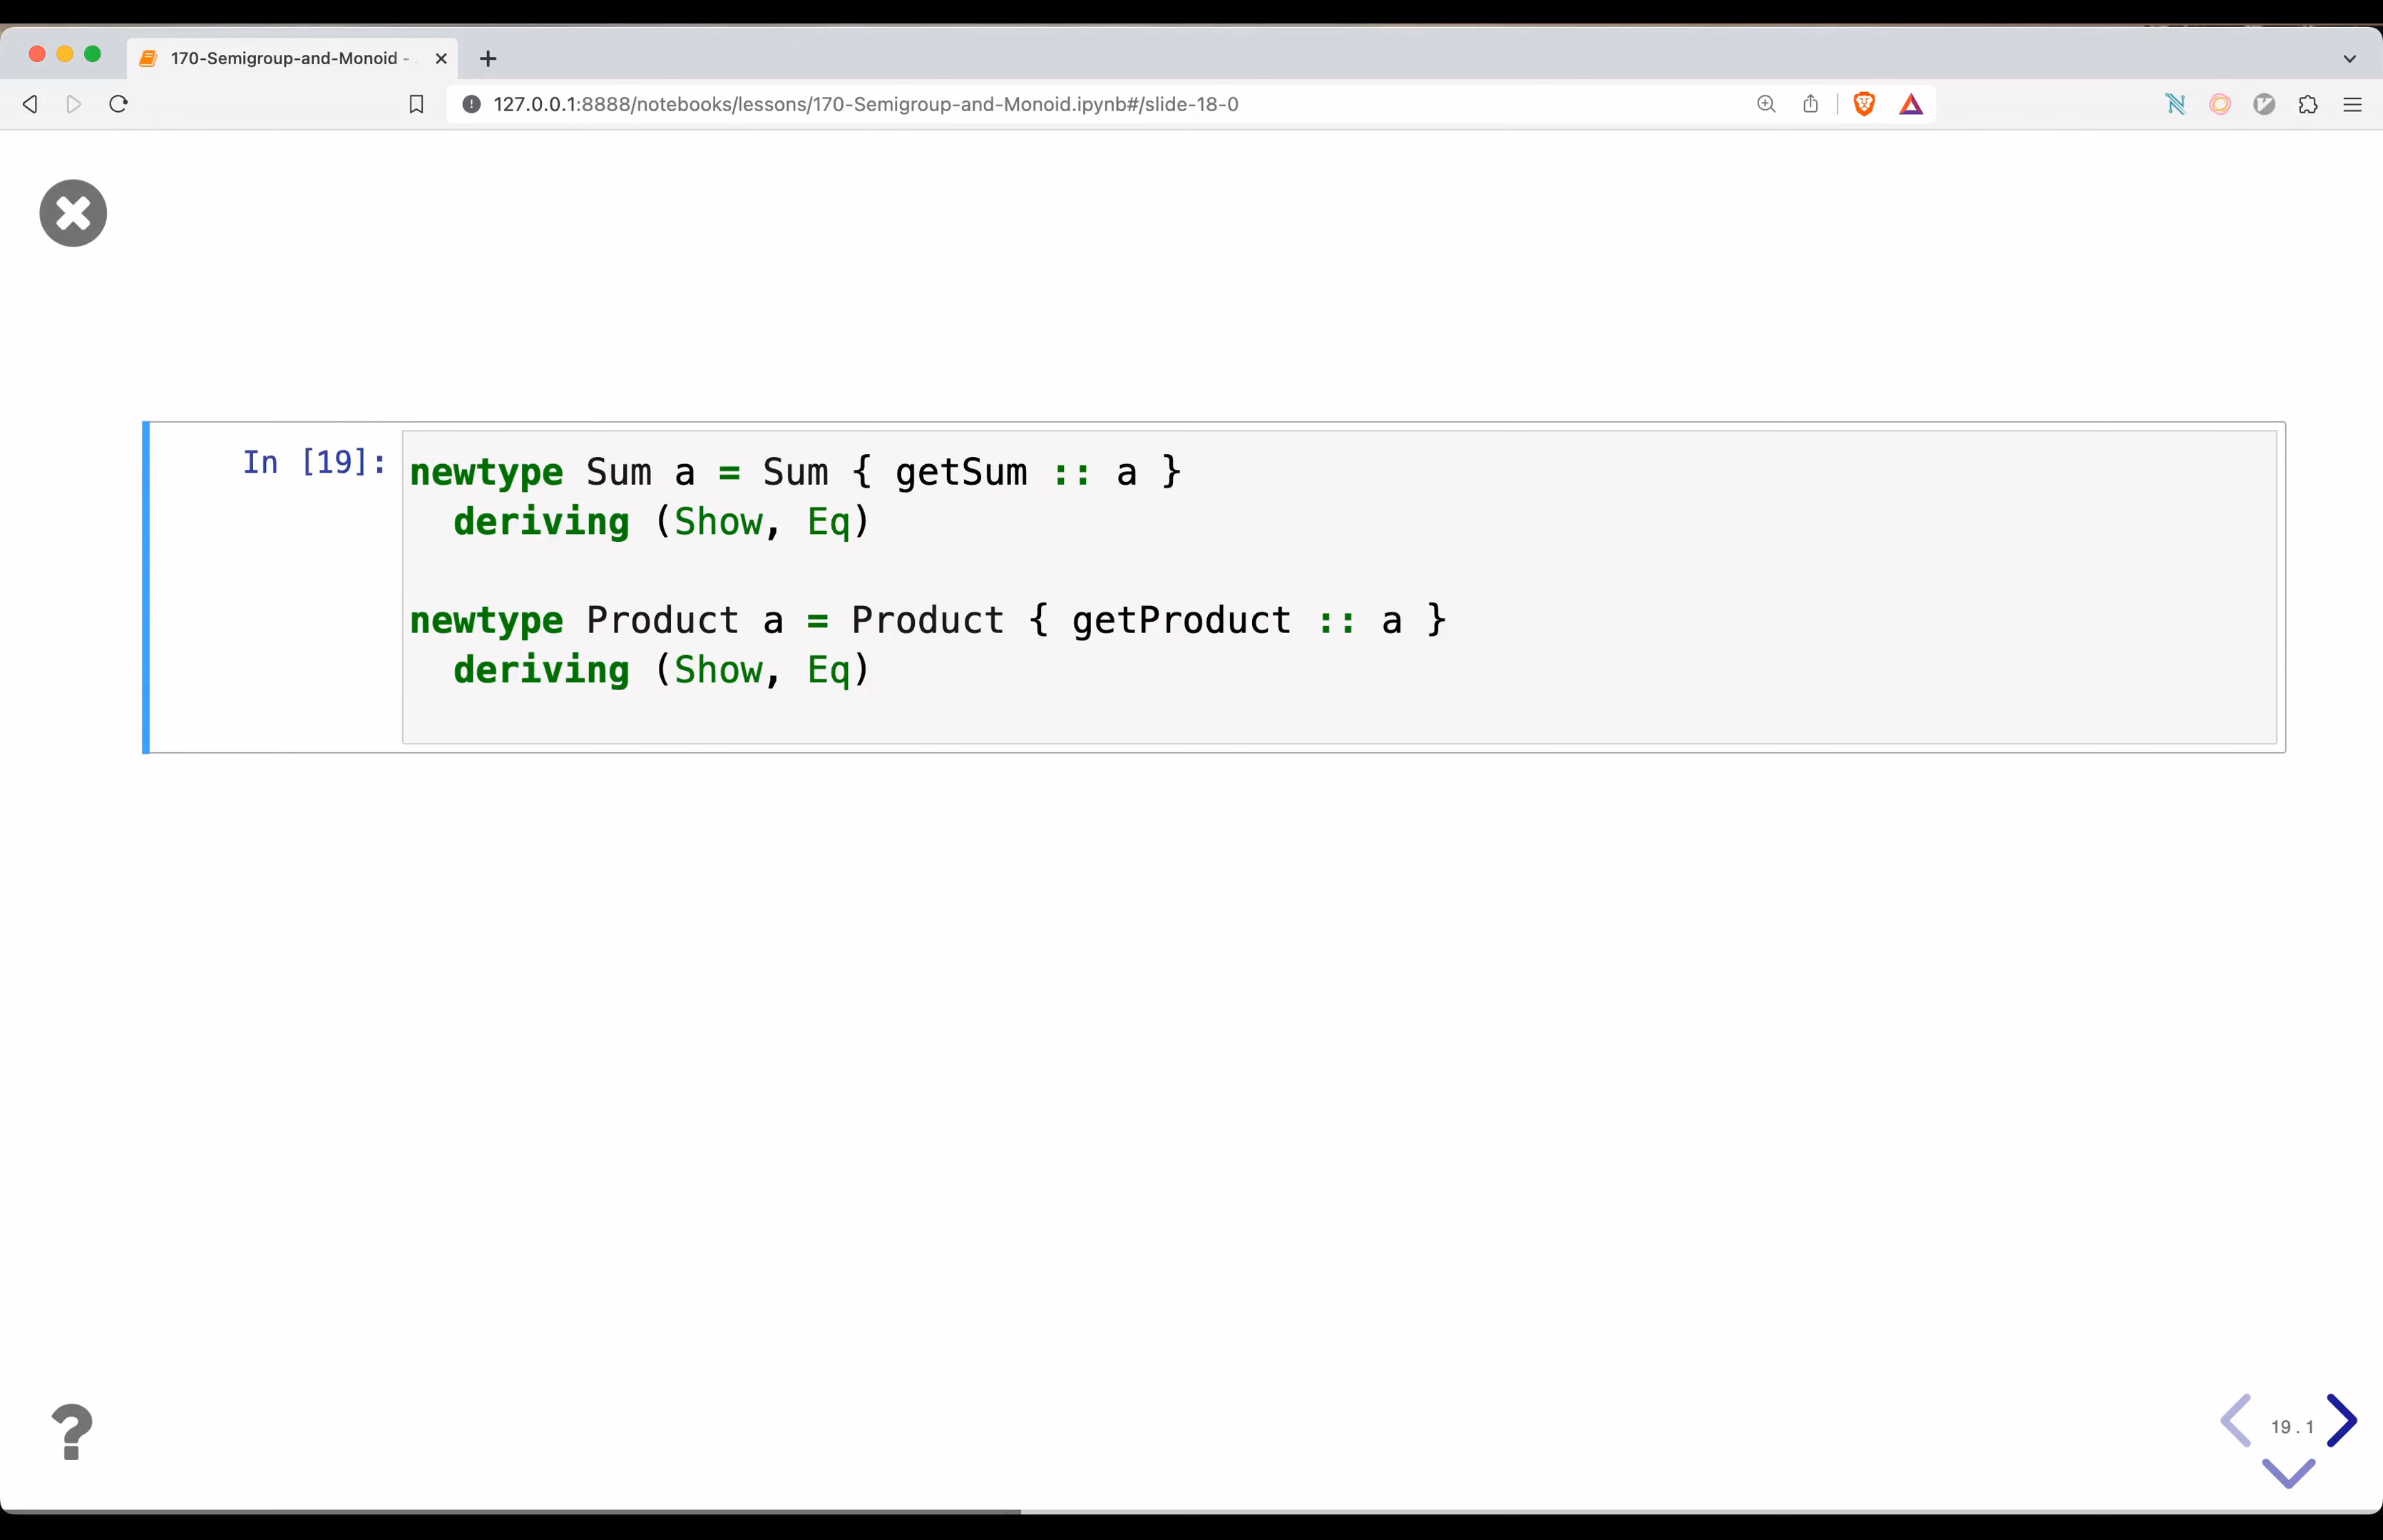 170-Semigroup-and-Monoid -
127.0.0.1:8888/notebooks/lessons/170-Semigroup-and-Monoid.ipynb#/slide-18-0
In [19]:
newtype Sum a = Sum { getSum :: a }
deriving (Show, Eq)
newtype Product a = Product { getProduct :: a }
deriving (Show, Eq)
?
19.1